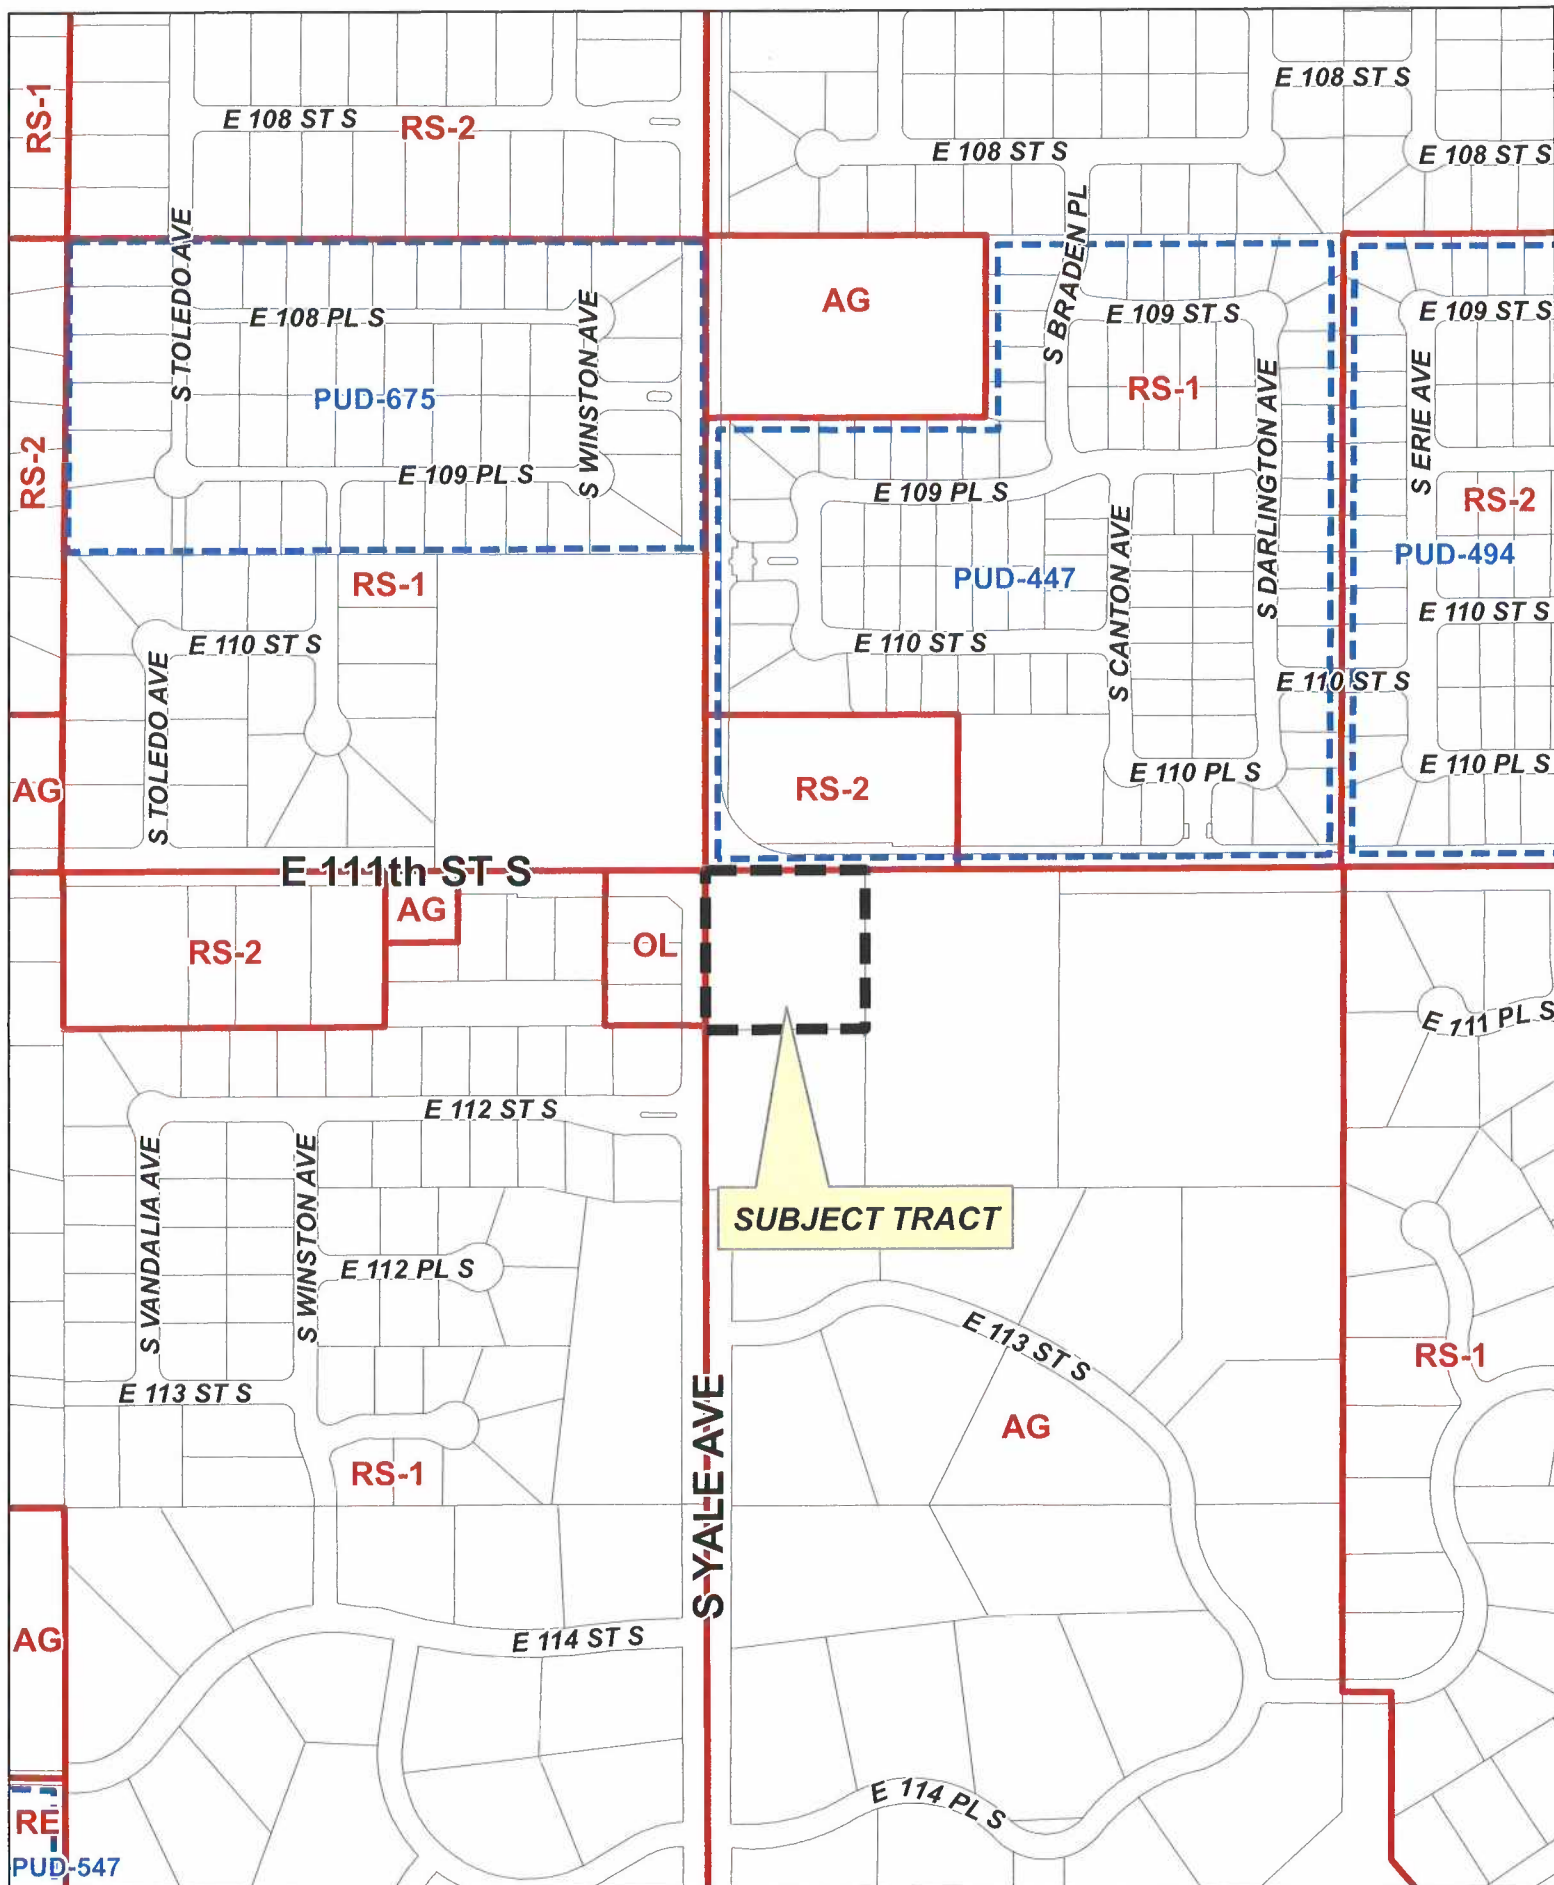 E 108 ST S
RS-1
E 108 ST S
RS-2
E 108 ST S
E 108 ST S
S TOLEDO AVE
S BRADEN PL
AG
E 108 PL S
S WINSTON AVE
E 109 ST S
E 109 ST S
PUD-675
RS-1
S DARLINGTON AVE
S ERIE AVE
RS-2
E 109 PL S
E 109 PL S
RS-2
S CANTON AVE
PUD-447
PUD-494
RS-1
E 110 ST S
E 110 ST S
E 110 ST S
E 110 ST S
S TOLEDO AVE
AG
RS-2
E 110 PL S
E 110 PL S
E 111th ST S
AG
RS-2
OL
E 111 PL S
E 112 ST S
S VANDALIA AVE
S WINSTON AVE
SUBJECT TRACT
E 112 PL S
E 113 ST S
RS-1
E 113 ST S
AG
RS-1
S YALE AVE
AG
E 114 ST S
E 114 PL S
RE
PUD-547